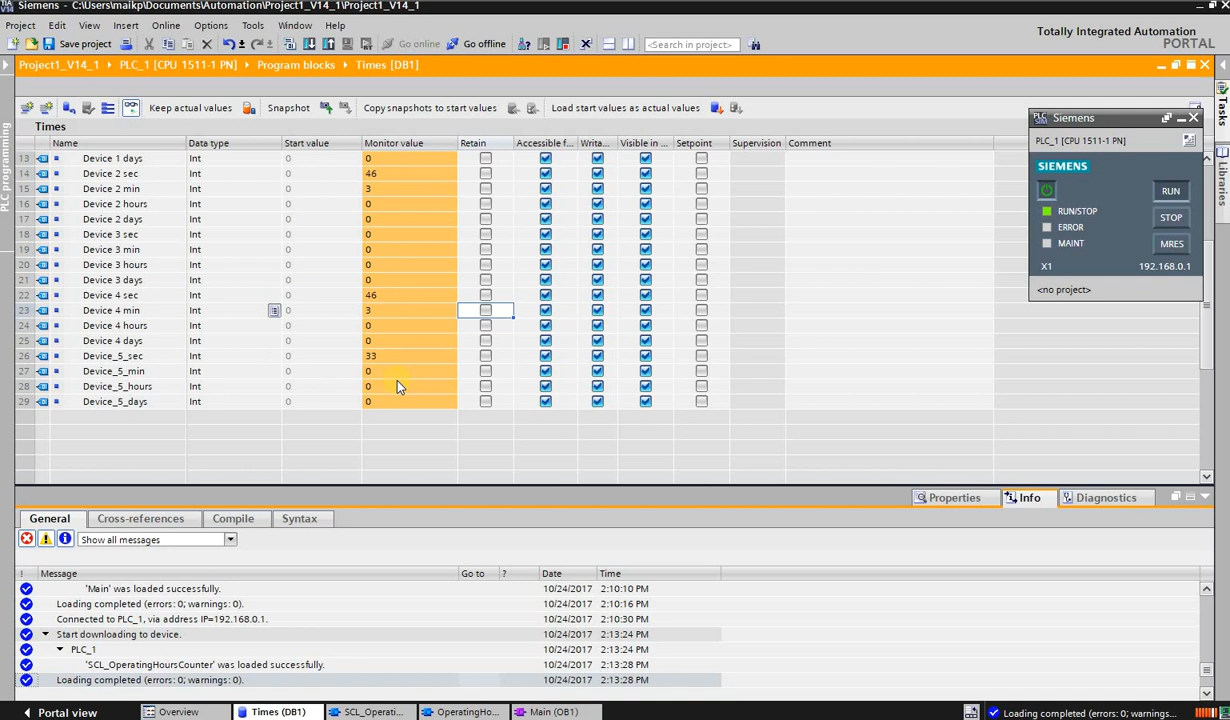 TIA V14 Siemens - C:\Users\maikp\Documents\Automation\Project1_V14_1\Project1_V14_1
Project Edit View Insert Online Options Tools Window Help
Save project Go online Go offline <Search in project>
Totally Integrated Automation
PORTAL
Project1_V14_1 PLC_1 [CPU 1511-1 PN] Program blocks Times [DB1]
Keep actual values Snapshot Copy snapshots to start values Load start values as actual values
Times
Name Data type Start value Monitor value Retain Accessible f... Writa... Visible in ... Setpoint Supervision Comment
13 Device 1 days Int 0 0
14 Device 2 sec Int 0 46
15 Device 2 min Int 0 3
16 Device 2 hours Int 0 0
17 Device 2 days Int 0 0
18 Device 3 sec Int 0 0
19 Device 3 min Int 0 0
20 Device 3 hours Int 0 0
21 Device 3 days Int 0 0
22 Device 4 sec Int 0 46
23 Device 4 min Int 0 3
24 Device 4 hours Int 0 0
25 Device 4 days Int 0 0
26 Device_5_sec Int 0 33
27 Device_5_min Int 0 0
28 Device_5_hours Int 0 0
29 Device_5_days Int 0 0
Siemens
PLC_1 [CPU 1511-1 PN]
SIEMENS
RUN
RUN/STOP
STOP
ERROR
MAINT
MRES
X1 192.168.0.1
<no project>
PLC programming
Tasks
Libraries
Properties Info Diagnostics
General Cross-references Compile Syntax
Show all messages
! Message Go to ? Date Time
'Main' was loaded successfully. 10/24/2017 2:10:10 PM
Loading completed (errors: 0; warnings: 0). 10/24/2017 2:10:16 PM
Connected to PLC_1, via address IP=192.168.0.1. 10/24/2017 2:10:30 PM
Start downloading to device. 10/24/2017 2:13:24 PM
PLC_1 10/24/2017 2:13:28 PM
'SCL_OperatingHoursCounter' was loaded successfully. 10/24/2017 2:13:28 PM
Loading completed (errors: 0; warnings: 0). 10/24/2017 2:13:28 PM
Portal view Overview Times (DB1) SCL_Operati... OperatingHo... Main (OB1) Loading completed (errors: 0; warnings...